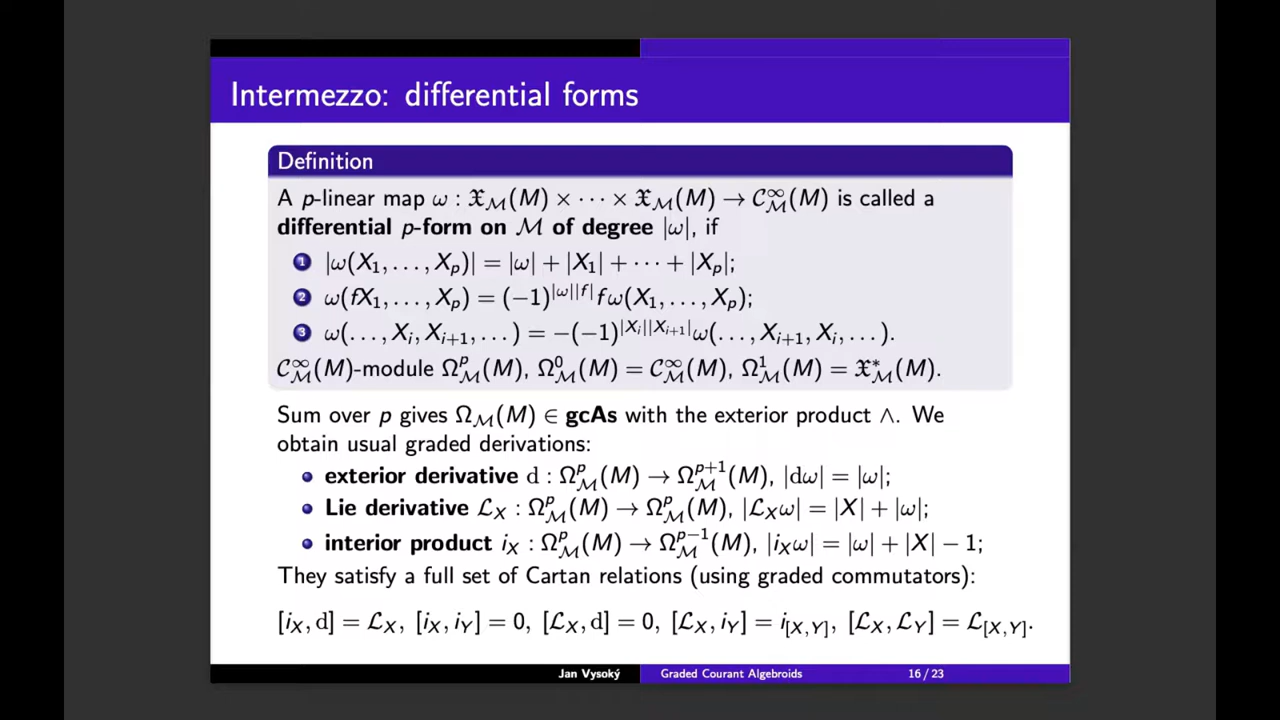 Intermezzo: differential forms
Definition
A p-linear map ω : 𝔛_ℳ(M) × ⋯ × 𝔛_ℳ(M) → 𝒞^∞_ℳ(M) is called a
differential p-form on ℳ of degree |ω|, if
1 |ω(X₁, …, X_p)| = |ω| + |X₁| + ⋯ + |X_p|;
2 ω(fX₁, …, X_p) = (−1)^{|ω||f|} fω(X₁, …, X_p);
3 ω(…, X_i, X_{i+1}, …) = −(−1)^{|X_i||X_{i+1}|} ω(…, X_{i+1}, X_i, …).
𝒞^∞_ℳ(M)-module Ω^p_ℳ(M), Ω^0_ℳ(M) = 𝒞^∞_ℳ(M), Ω^1_ℳ(M) = 𝔛^*_ℳ(M).
Sum over p gives Ω_ℳ(M) ∈ gcAs with the exterior product ∧. We
obtain usual graded derivations:
• exterior derivative d : Ω^p_ℳ(M) → Ω^{p+1}_ℳ(M), |dω| = |ω|;
• Lie derivative ℒ_X : Ω^p_ℳ(M) → Ω^p_ℳ(M), |ℒ_Xω| = |X| + |ω|;
• interior product i_X : Ω^p_ℳ(M) → Ω^{p−1}_ℳ(M), |i_Xω| = |ω| + |X| − 1;
They satisfy a full set of Cartan relations (using graded commutators):
[i_X, d] = ℒ_X, [i_X, i_Y] = 0, [ℒ_X, d] = 0, [ℒ_X, i_Y] = i_{[X,Y]}, [ℒ_X, ℒ_Y] = ℒ_{[X,Y]}.
Jan Vysoký Graded Courant Algebroids 16 / 23